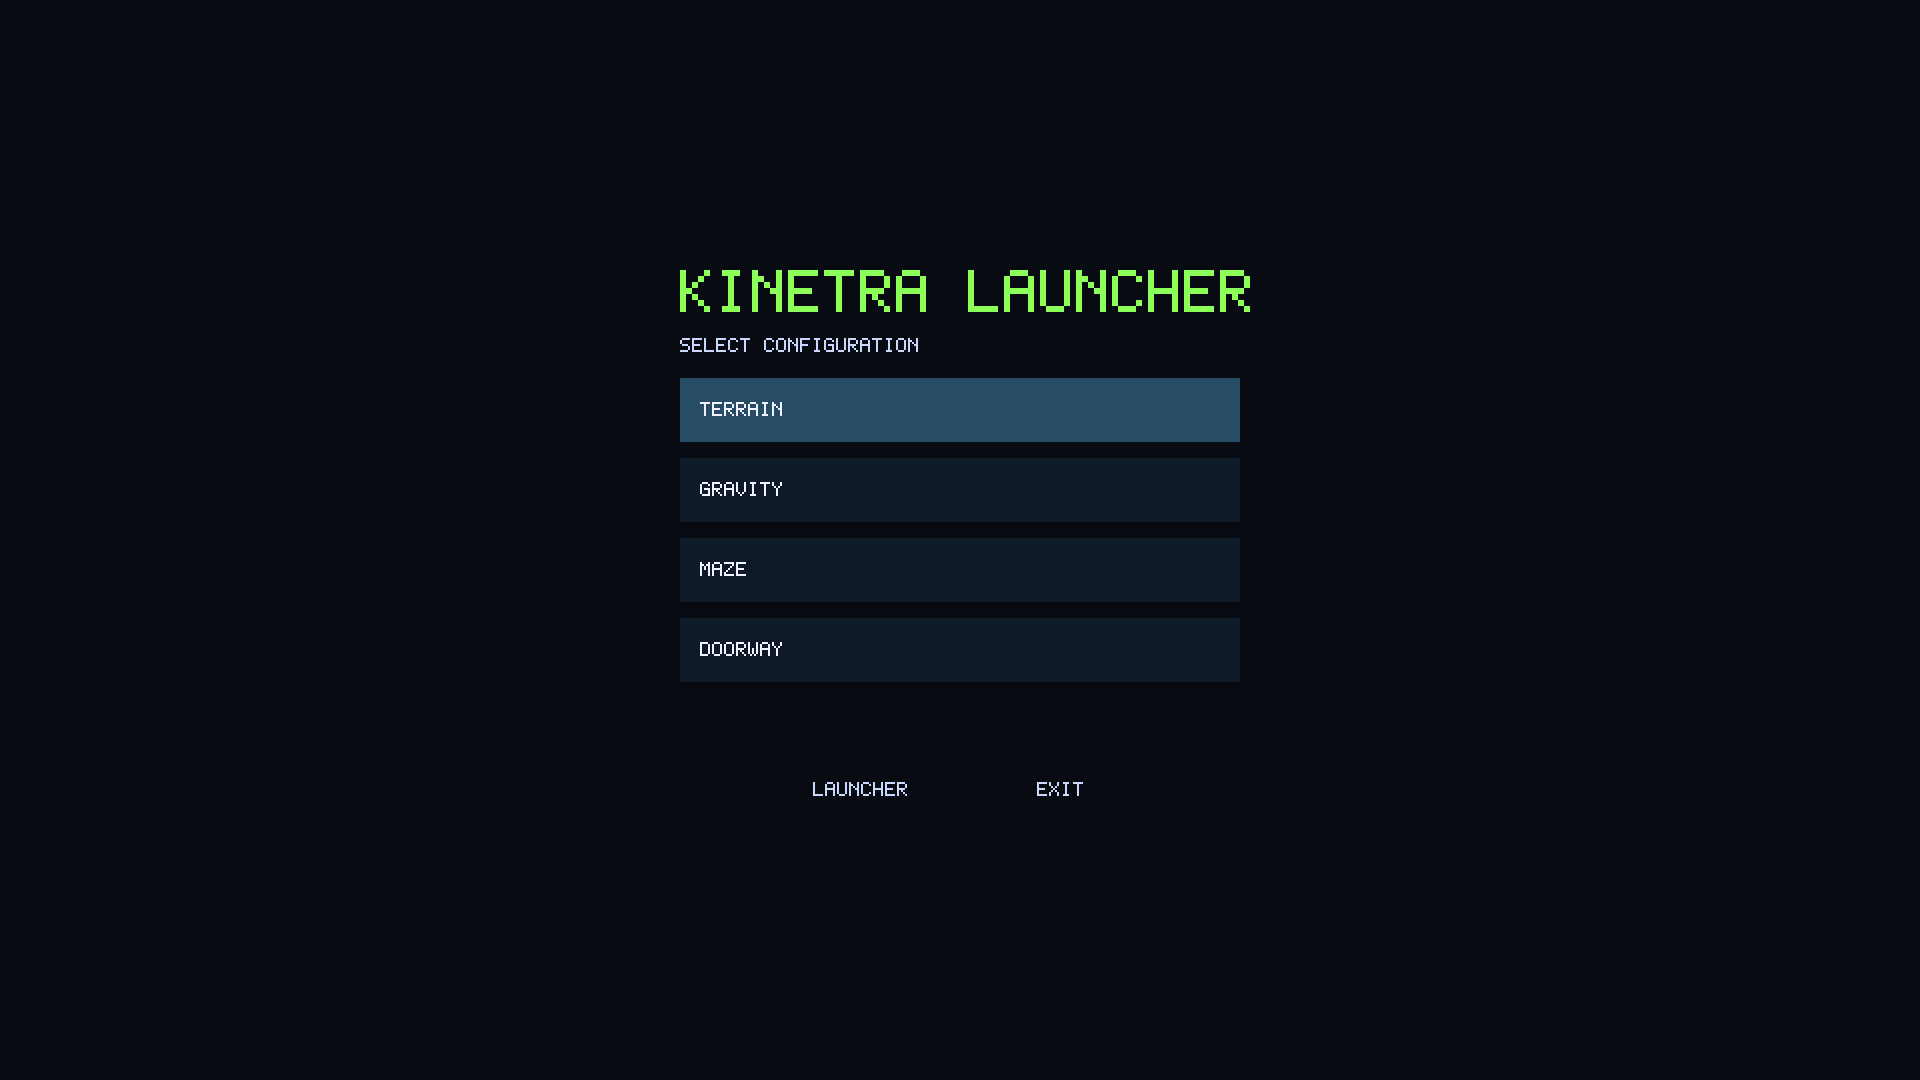 KINETRA LAUNCHER
SELECT CONFIGURATION
TERRAIN
GRAVITY
MAZE
DOORWAY
LAUNCHER EXIT